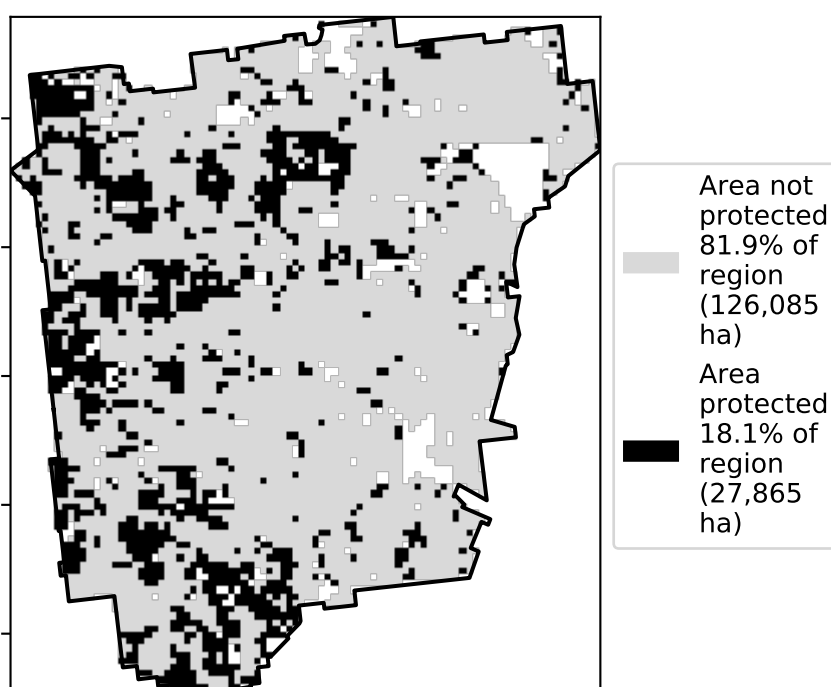 Area not
protected
81.9% of
region
(126,085
ha)
Area
protected
18.1% of
region
(27,865
ha)